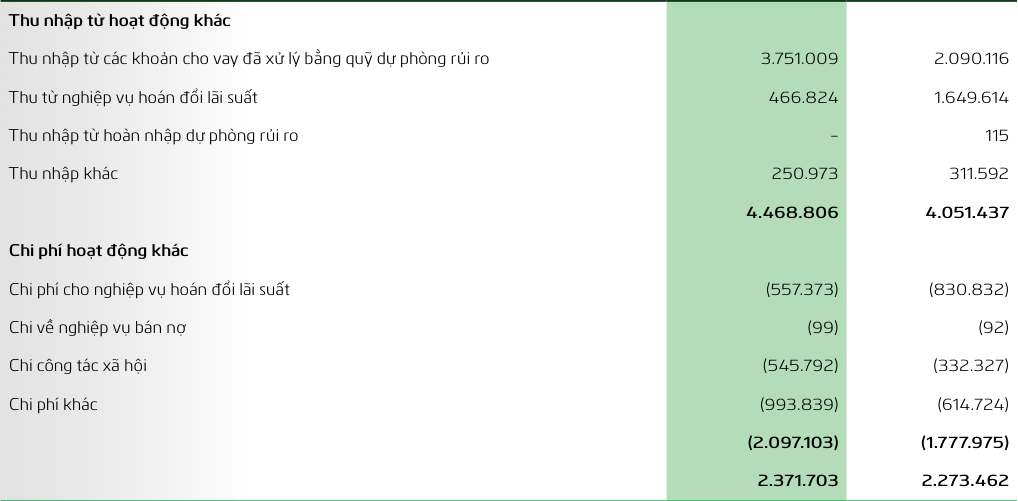 Thu nhập từ hoạt động khác
Thu nhập từ các khoản cho vay đã xử lý bằng quỹ dự phòng rủi ro 3.751.009 2.090.116
Thu từ nghiệp vụ hoán đổi lãi suất 466.824 1.649.614
Thu nhập từ hoàn nhập dự phòng rủi ro – 115
Thu nhập khác 250.973 311.592
4.468.806 4.051.437
Chi phí hoạt động khác
Chi phí cho nghiệp vụ hoán đổi lãi suất (557.373) (830.832)
Chi về nghiệp vụ bán nợ (99) (92)
Chi công tác xã hội (545.792) (332.327)
Chi phí khác (993.839) (614.724)
(2.097.103) (1.777.975)
2.371.703 2.273.462